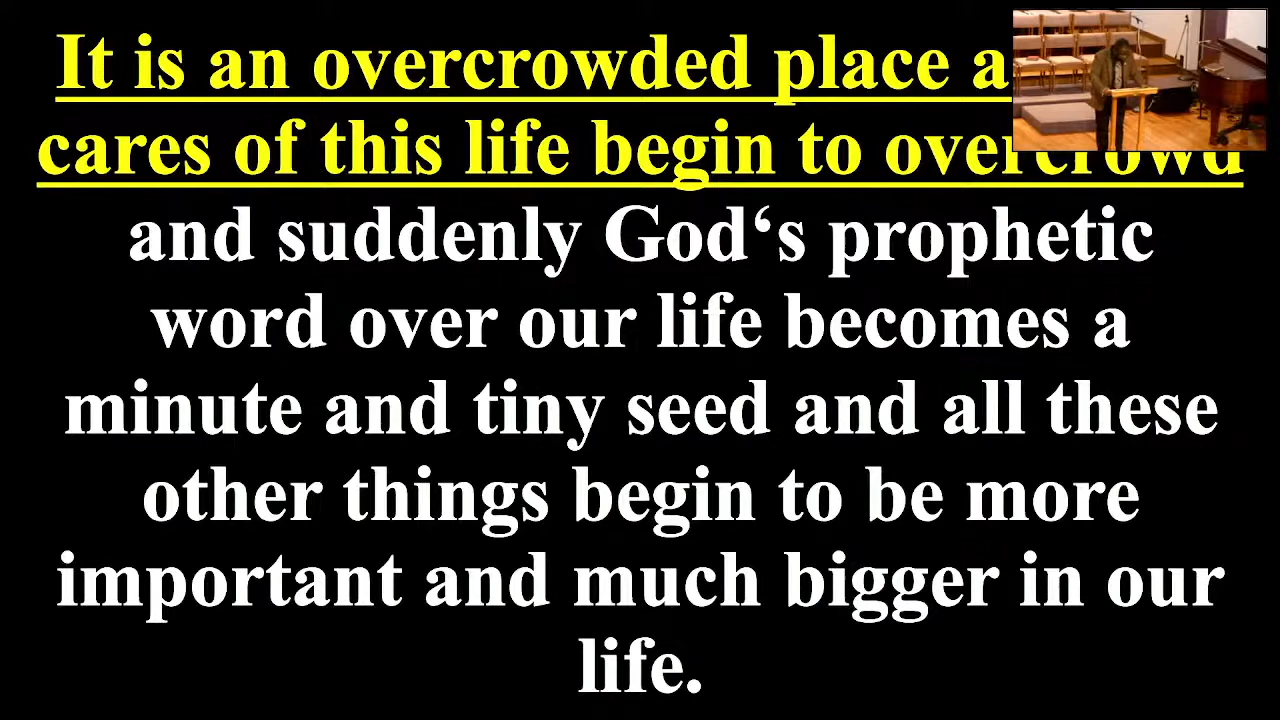 It is an overcrowded place a
cares of this life begin to overcrowd
and suddenly God‘s prophetic
word over our life becomes a
minute and tiny seed and all these
other things begin to be more
important and much bigger in our
life.